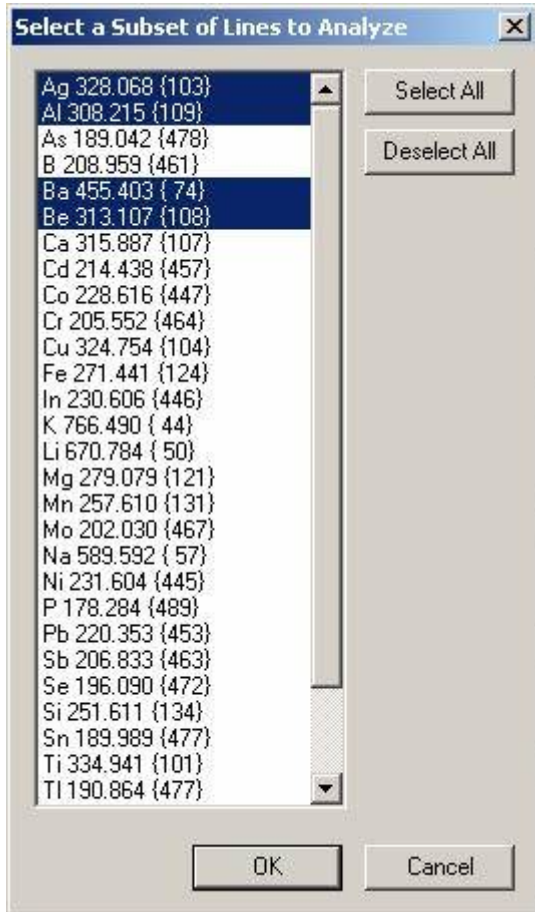 Select a Subset of Lines to Analyze
Ag 328.068 {103}
Al 308.215 {109}
As 189.042 {478}
B 208.959 {461}
Ba 455.403 { 74}
Be 313.107 {108}
Ca 315.887 {107}
Cd 214.438 {457}
Co 228.616 {447}
Cr 205.552 {464}
Cu 324.754 {104}
Fe 271.441 {124}
In 230.606 {446}
K 766.490 { 44}
Li 670.784 { 50}
Mg 279.079 {121}
Mn 257.610 {131}
Mo 202.030 {467}
Na 589.592 { 57}
Ni 231.604 {445}
P 178.284 {489}
Pb 220.353 {453}
Sb 206.833 {463}
Se 196.090 {472}
Si 251.611 {134}
Sn 189.989 {477}
Ti 334.941 {101}
Tl 190.864 {477}
Select All
Deselect All
OK
Cancel